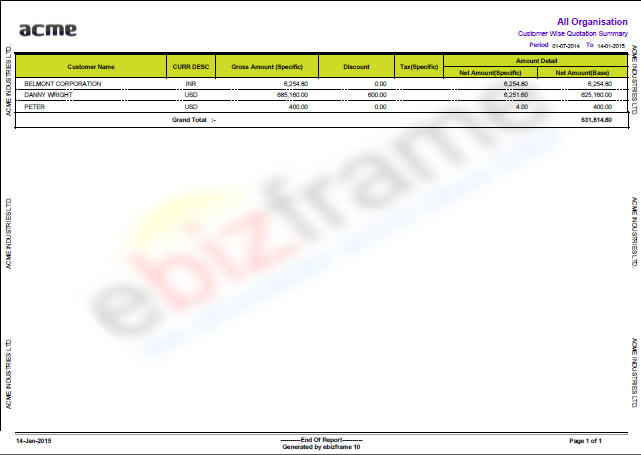 acme
All Organisation
Customer Wise Quotation Summary
Period 01-07-2014 To 14-01-2015
Customer Name CURR DESC Gross Amount (Specific) Discount Tax(Specific) Amount Detail
Net Amount(Specific) Net Amount(Base)
BELMONT CORPORATION INR 6,254.80 0.00 6,254.80 6,254.80
DANNY WRIGHT USD 685,160.00 600.00 6,251.60 625,160.00
PETER USD 400.00 0.00 4.00 400.00
Grand Total :- 631,814.80
ACME INDUSTRIES LTD.
ACME INDUSTRIES LTD.
ACME INDUSTRIES LTD.
ACME INDUSTRIES LTD.
ACME INDUSTRIES LTD
ACME INDUSTRIES LTD.
ebizframe
14-Jan-2015 ----------End Of Report---------- Page 1 of 1
Generated by ebizframe 10